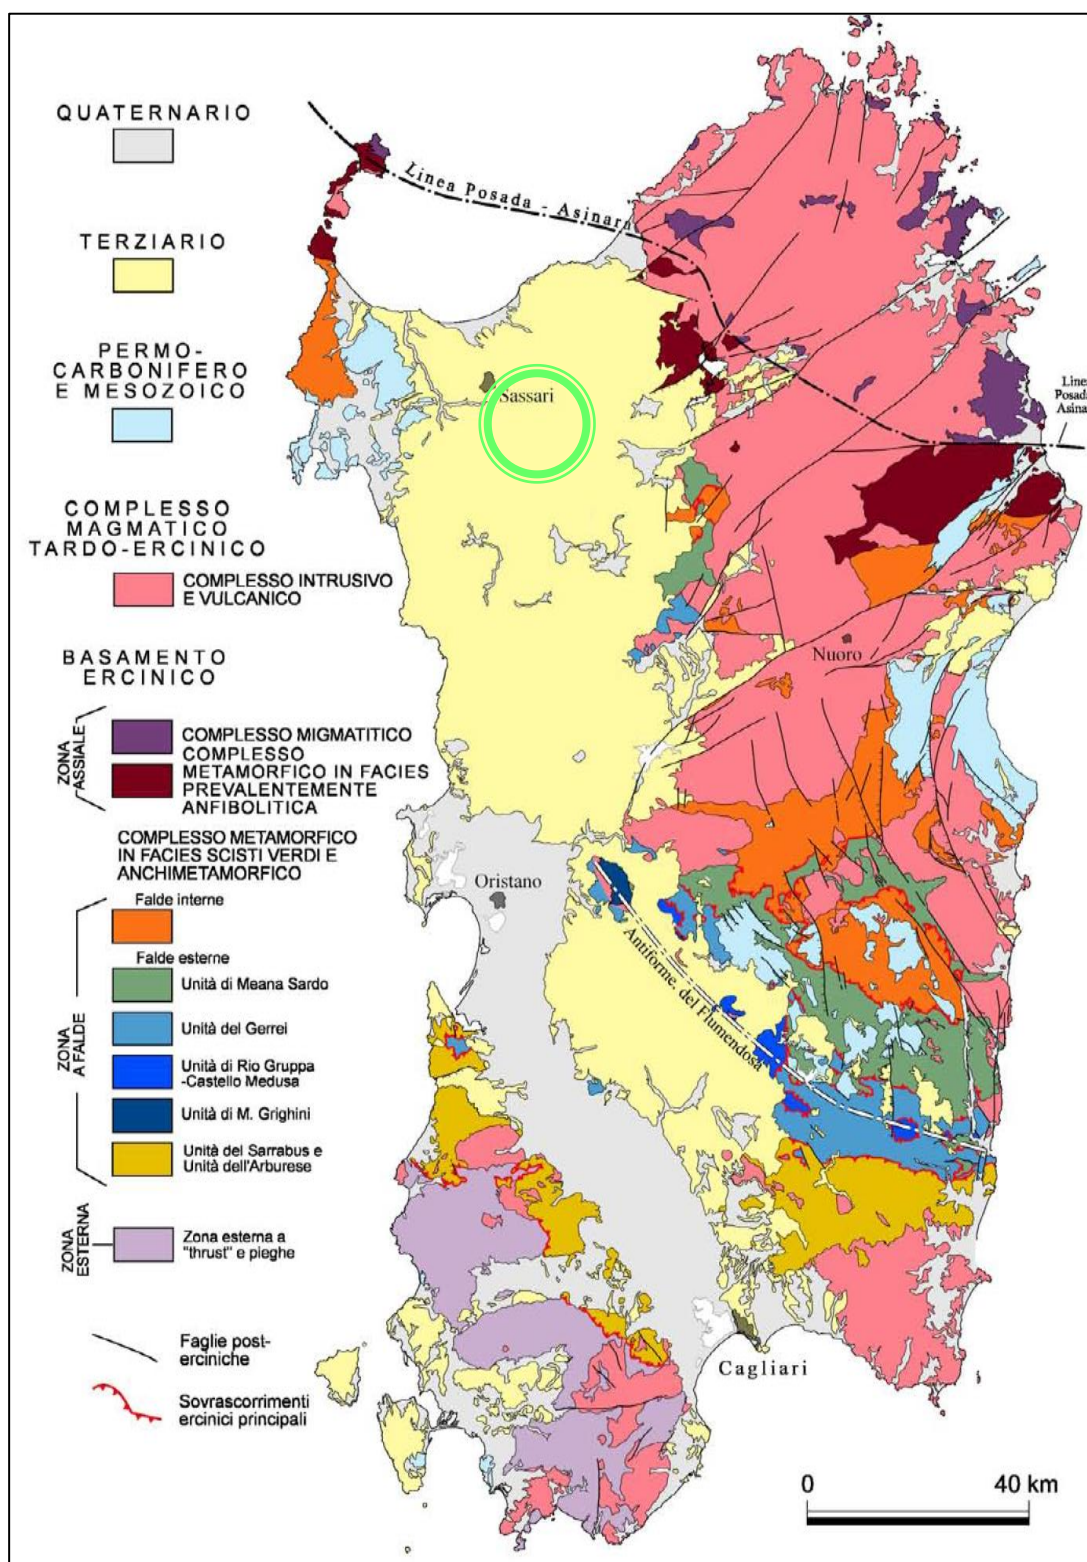 QUATERNARIO
TERZIARIO
PERMO-
CARBONIFERO
E MESOZOICO
COMPLESSO
MAGMATICO
TARDO-ERCINICO
COMPLESSO INTRUSIVO
E VULCANICO
BASAMENTO
ERCINICO
ZONA
ASSIALE
COMPLESSO MIGMATITICO
COMPLESSO
METAMORFICO IN FACIES
PREVALENTEMENTE
ANFIBOLITICA
COMPLESSO METAMORFICO
IN FACIES SCISTI VERDI E
ANCHIMETAMORFICO
ZONA
A FALDE
Falde interne
Falde esterne
Unità di Meana Sardo
Unità del Gerrei
Unità di Rio Gruppa
-Castello Medusa
Unità di M. Grighini
Unità del Sarrabus e
Unità dell'Arburese
ZONA
ESTERNA
Zona esterna a
"thrust" e pieghe
Faglie post-
erciniche
Sovrascorrimenti
ercinici principali
Linea Posada - Asinara
Sassari
Linea
Posada
Asinara
Nuoro
Oristano
Antiforme del Flumendosa
Cagliari
0 40 km